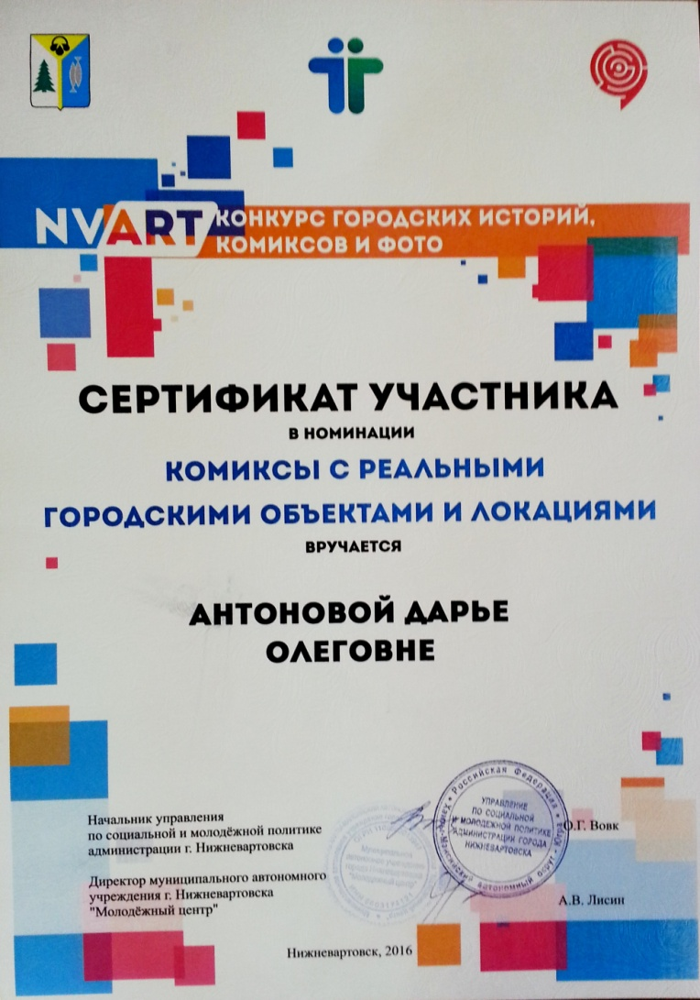 NVART
КОНКУРС ГОРОДСКИХ ИСТОРИЙ,
КОМИКСОВ И ФОТО
СЕРТИФИКАТ УЧАСТНИКА
В НОМИНАЦИИ
КОМИКСЫ С РЕАЛЬНЫМИ
ГОРОДСКИМИ ОБЪЕКТАМИ И ЛОКАЦИЯМИ
ВРУЧАЕТСЯ
АНТОНОВОЙ ДАРЬЕ
ОЛЕГОВНЕ
Начальник управления
по социальной и молодёжной политике
администрации г. Нижневартовска
О.Г. Вовк
Российская Федерация
автономный округ
УПРАВЛЕНИЕ
ПО СОЦИАЛЬНОЙ
И МОЛОДЕЖНОЙ ПОЛИТИКЕ
АДМИНИСТРАЦИИ ГОРОДА
НИЖНЕВАРТОВСКА
Директор муниципального автономного
учреждения г. Нижневартовска
"Молодёжный центр"
А.В. Лисин
Нижневартовск, 2016